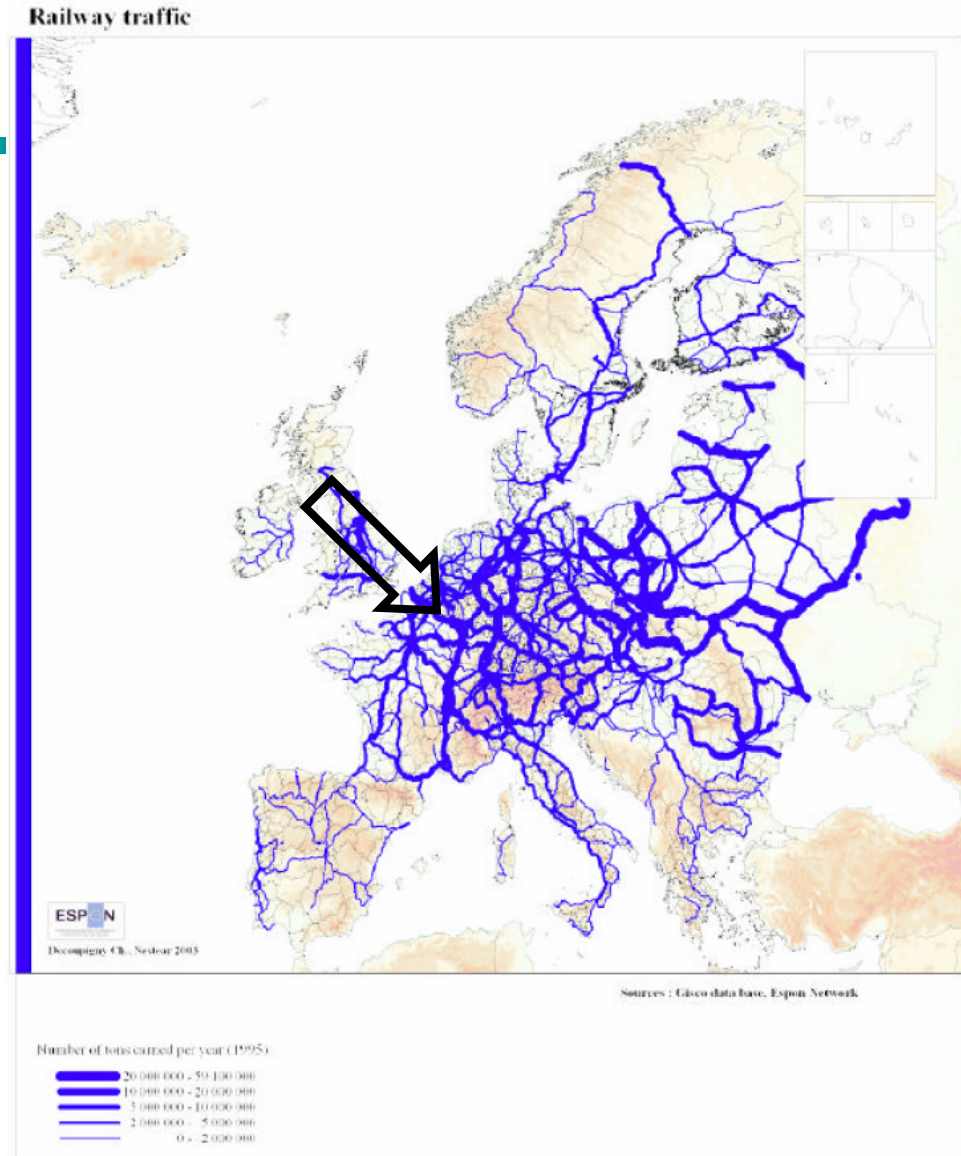 Railway traffic
ESPON
Decoupigny Ch., Nestear 2003
Sources : Gisco data base, Espon Network
Number of tons carried per year (1995)
20 000 000 - 59 100 000
10 000 000 - 20 000 000
5 000 000 - 10 000 000
2 000 000 - 5 000 000
0 - 2 000 000